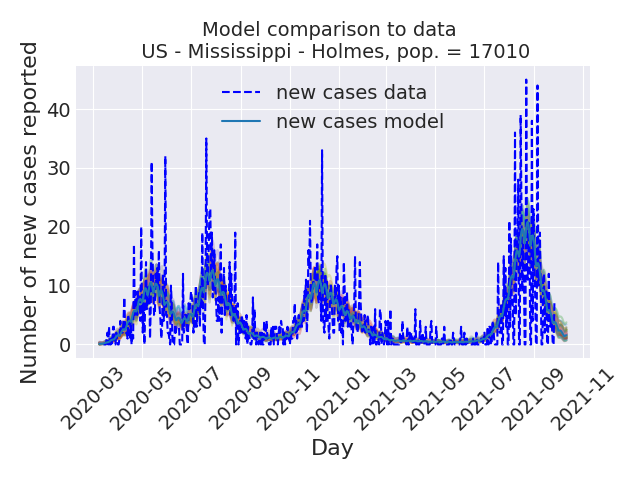 Model comparison to data
US - Mississippi - Holmes, pop. = 17010
Number of new cases reported
new cases data
new cases model
40
30
20
10
0
2020-03
2020-05
2020-07
2020-09
2020-11
2021-01
2021-03
2021-05
2021-07
2021-09
2021-11
Day